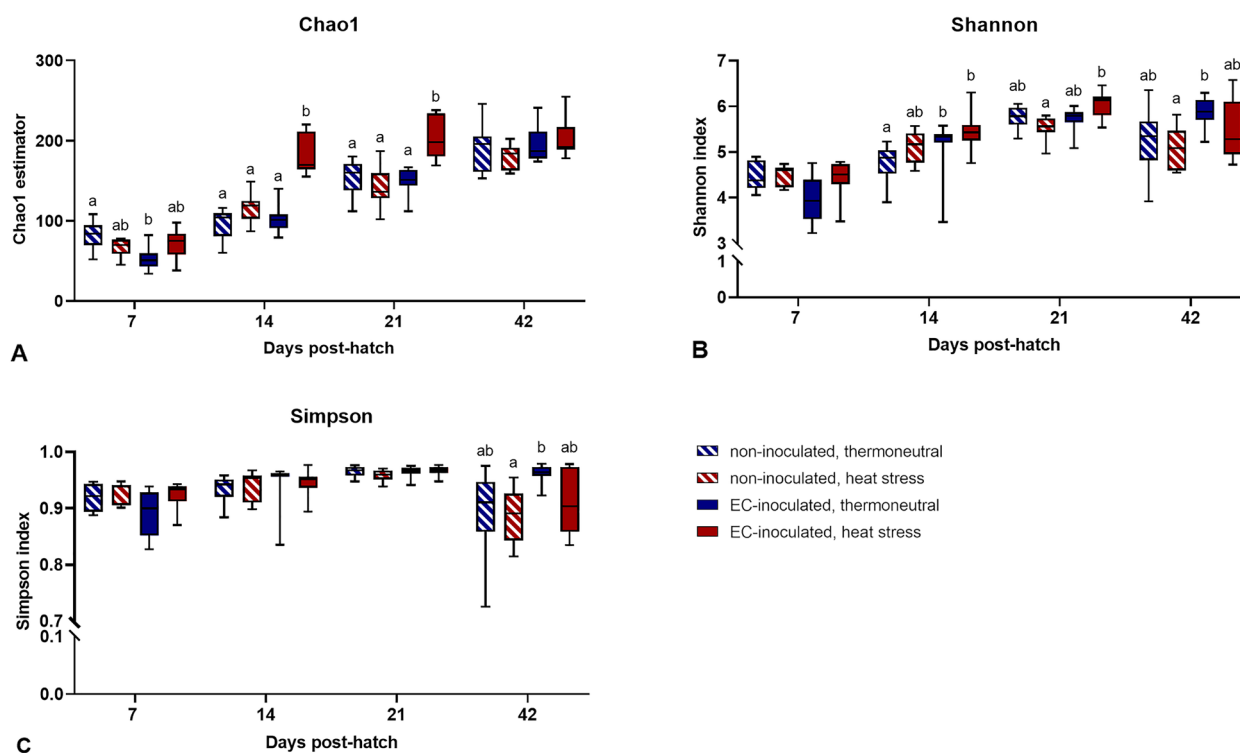 Chao1
300
200
100
0
Chao1 estimator
a
ab
b
ab
a
a
a
b
a
a
a
b
7
14
21
42
Days post-hatch
A
Shannon
7
6
5
4
3
1
0
Shannon index
a
ab
b
b
ab
a
ab
b
ab
a
b
ab
7
14
21
42
Days post-hatch
B
Simpson
1.0
0.9
0.8
0.7
0.1
0.0
Simpson index
ab
a
b
ab
7
14
21
42
Days post-hatch
C
non-inoculated, thermoneutral
non-inoculated, heat stress
EC-inoculated, thermoneutral
EC-inoculated, heat stress